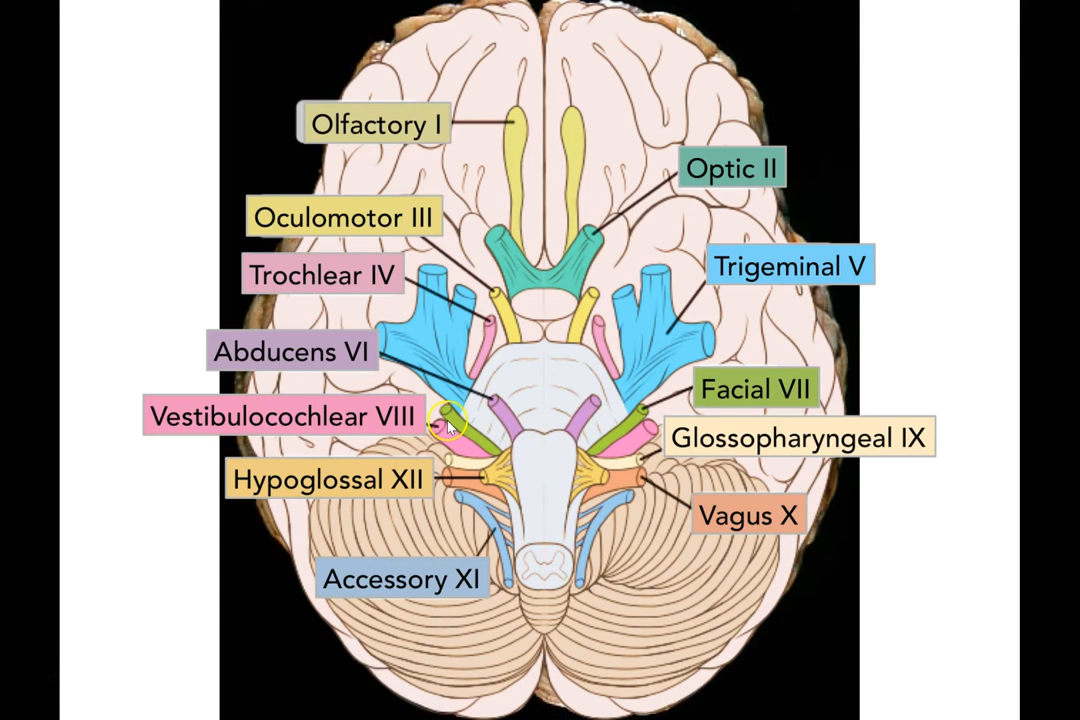 Olfactory I
Optic II
Oculomotor III
Trigeminal V
Trochlear IV
Abducens VI
Facial VII
Vestibulocochlear VIII
Glossopharyngeal IX
Hypoglossal XII
Vagus X
Accessory XI